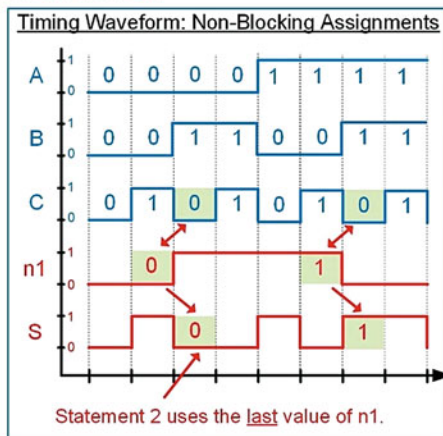 Timing Waveform: Non-Blocking Assignments
A 1 0 0 0 0 0 1 1 1 1
B 1 0 0 0 1 1 0 0 1 1
C 1 0 0 1 0 1 0 1 0 1
n1 1 0 0 1
S 1 0 0 1
Statement 2 uses the last value of n1.